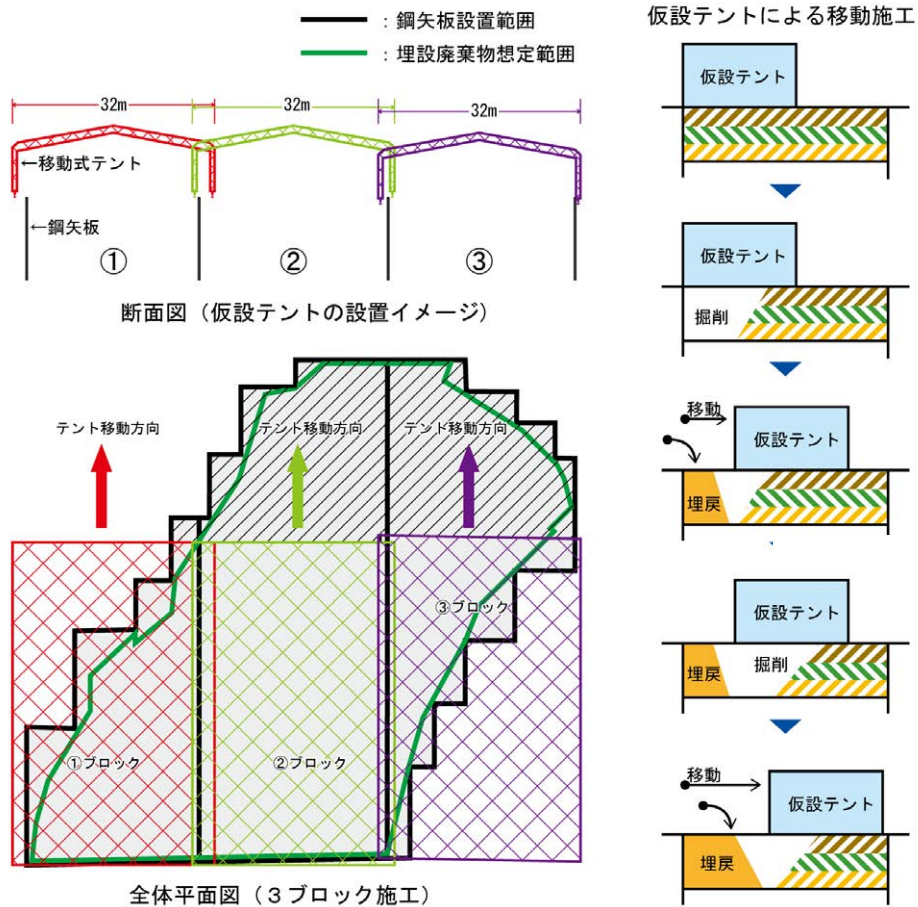 ：鋼矢板設置範囲
：埋設廃棄物想定範囲
32m
32m
32m
←移動式テント
←鋼矢板
①
②
③
断面図（仮設テントの設置イメージ）
テント移動方向
テント移動方向
テント移動方向
①ブロック
②ブロック
③ブロック
全体平面図（３ブロック施工）
仮設テントによる移動施工
仮設テント
仮設テント
掘削
移動
仮設テント
埋戻
仮設テント
埋戻
掘削
移動
仮設テント
埋戻